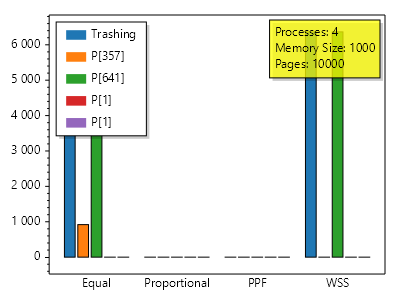 Trashing
P[357]
P[641]
P[1]
P[1]
Processes: 4
Memory Size: 1000
Pages: 10000
6 000
5 000
4 000
3 000
2 000
1 000
0
Equal Proportional PPF WSS